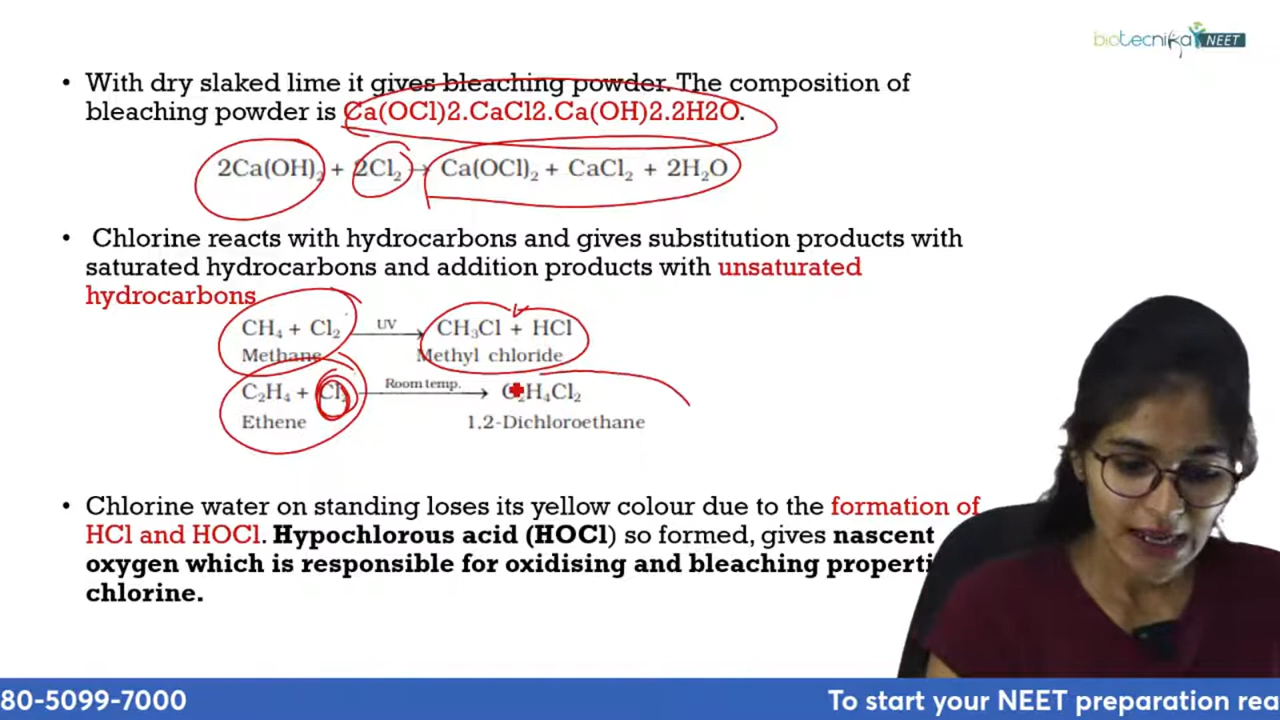 biotecnika NEET
• With dry slaked lime it gives bleaching powder. The composition of
bleaching powder is Ca(OCl)2.CaCl2.Ca(OH)2.2H2O.
2Ca(OH)₂ + 2Cl₂ → Ca(OCl)₂ + CaCl₂ + 2H₂O
• Chlorine reacts with hydrocarbons and gives substitution products with
saturated hydrocarbons and addition products with unsaturated
hydrocarbons
CH₄ + Cl₂ UV → CH₃Cl + HCl
Methane Methyl chloride
C₂H₄ + Cl₂ Room temp. → C₂H₄Cl₂
Ethene 1,2-Dichloroethane
• Chlorine water on standing loses its yellow colour due to the formation of
HCl and HOCl. Hypochlorous acid (HOCl) so formed, gives nascent
oxygen which is responsible for oxidising and bleaching properti
chlorine.
80-5099-7000 To start your NEET preparation rea